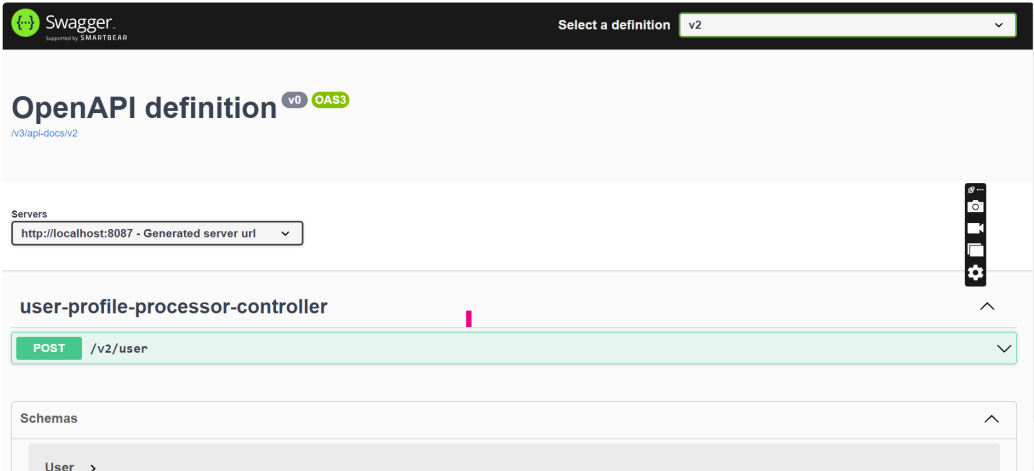 Swagger.
Supported by SMARTBEAR
Select a definition
v2
OpenAPI definition v0 OAS3
/v3/api-docs/v2
Servers
http://localhost:8087 - Generated server url
user-profile-processor-controller
POST /v2/user
Schemas
User